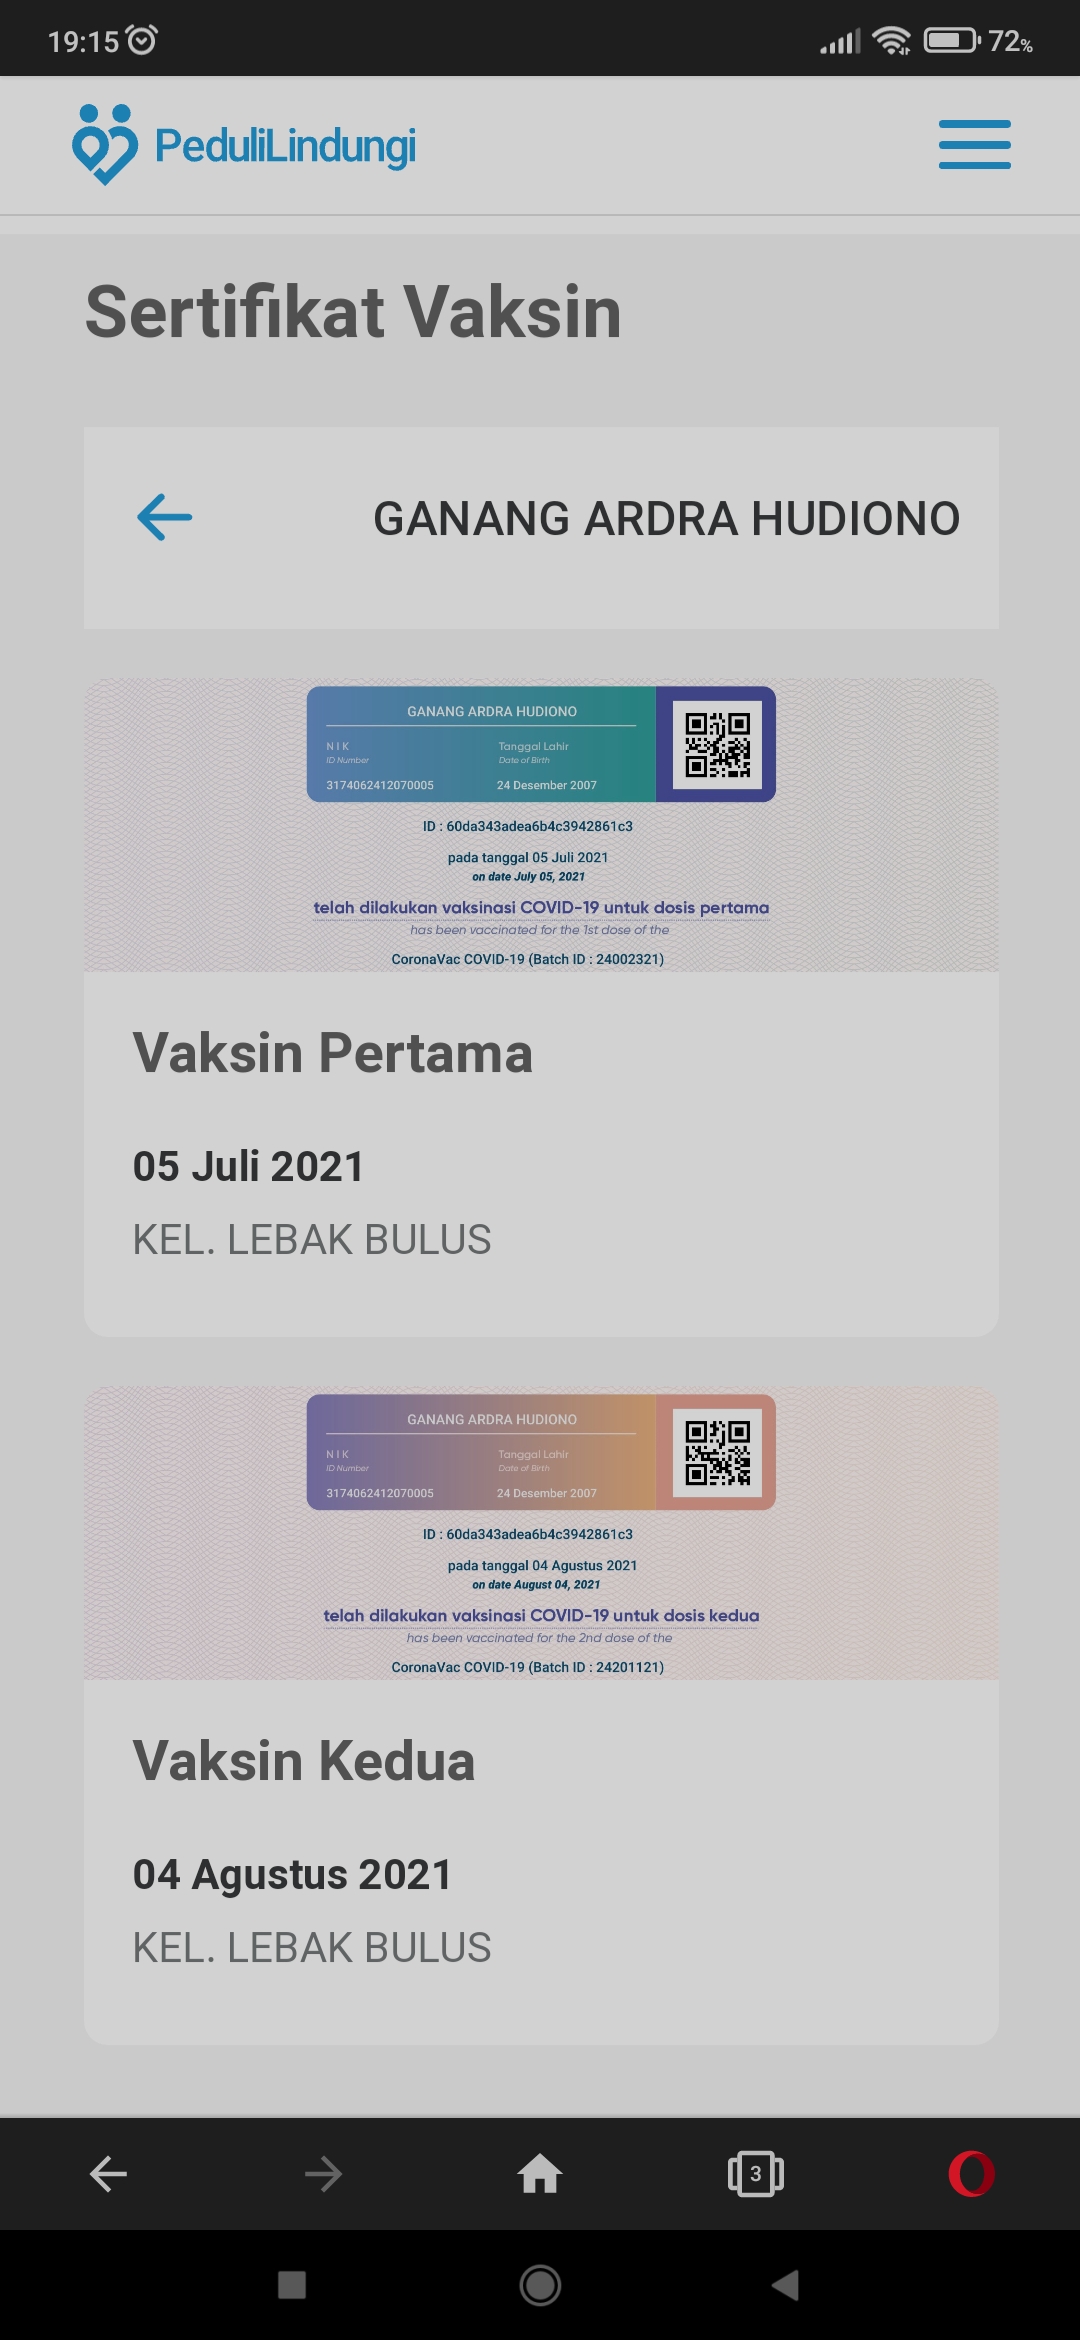 19:15
72%
PeduliLindungi
Sertifikat Vaksin
GANANG ARDRA HUDIONO
GANANG ARDRA HUDIONO
NIK
Tanggal Lahir
ID Number
Date of Birth
3174062412070005
24 Desember 2007
ID : 60da343adea6b4c3942861c3
pada tanggal 05 Juli 2021
on date July 05, 2021
telah dilakukan vaksinasi COVID-19 untuk dosis pertama
has been vaccinated for the 1st dose of the
CoronaVac COVID-19 (Batch ID : 24002321)
Vaksin Pertama
05 Juli 2021
KEL. LEBAK BULUS
GANANG ARDRA HUDIONO
NIK
Tanggal Lahir
ID Number
Date of Birth
3174062412070005
24 Desember 2007
ID : 60da343adea6b4c3942861c3
pada tanggal 04 Agustus 2021
on date August 04, 2021
telah dilakukan vaksinasi COVID-19 untuk dosis kedua
has been vaccinated for the 2nd dose of the
CoronaVac COVID-19 (Batch ID : 24201121)
Vaksin Kedua
04 Agustus 2021
KEL. LEBAK BULUS
3